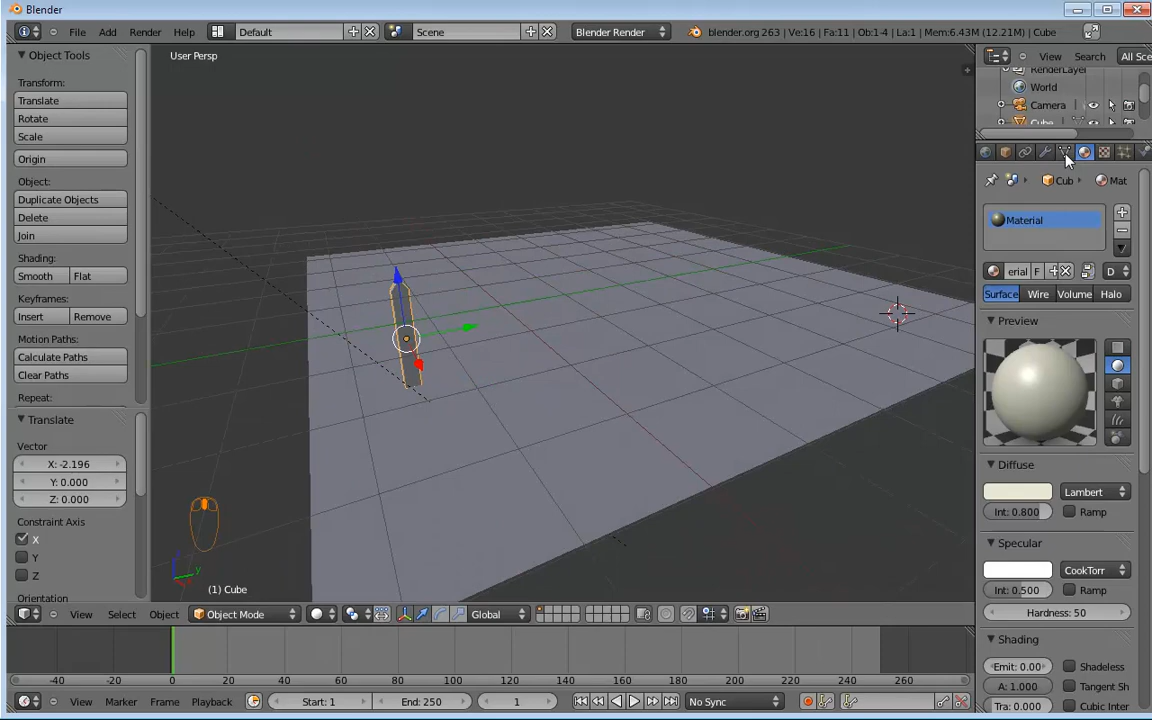 Blender
File Add Render Help Default Scene Blender Render blender.org 263 | Ve:16 | Fa:11 | Ob:1-4 | La:1 | Mem:6.43M (12.21M) | Cube
Object Tools
User Persp
View Search All Sce
RenderLayer
World
Camera
Cube
Transform:
Translate
Rotate
Scale
Origin
Object:
Duplicate Objects
Delete
Join
Shading:
Smooth Flat
Keyframes:
Insert Remove
Motion Paths:
Calculate Paths
Clear Paths
Repeat:
Translate
Vector
X: -2.196
Y: 0.000
Z: 0.000
Constraint Axis
X
Y
Z
Orientation
z
y
(1) Cube
Cub Mat
Material
erial F D
Surface Wire Volume Halo
Preview
Diffuse
Lambert
Int: 0.800 Ramp
Specular
CookTorr
Int: 0.500 Ramp
Hardness: 50
Shading
Emit: 0.00 Shadeless
A: 1.000 Tangent Sh
Tra: 0.000 Cubic Inter
View Select Object Object Mode Global
0 20 40 60 80 100 120 140 160 180 200 220 240 260
View Marker Frame Playback Start: 1 End: 250 1 No Sync